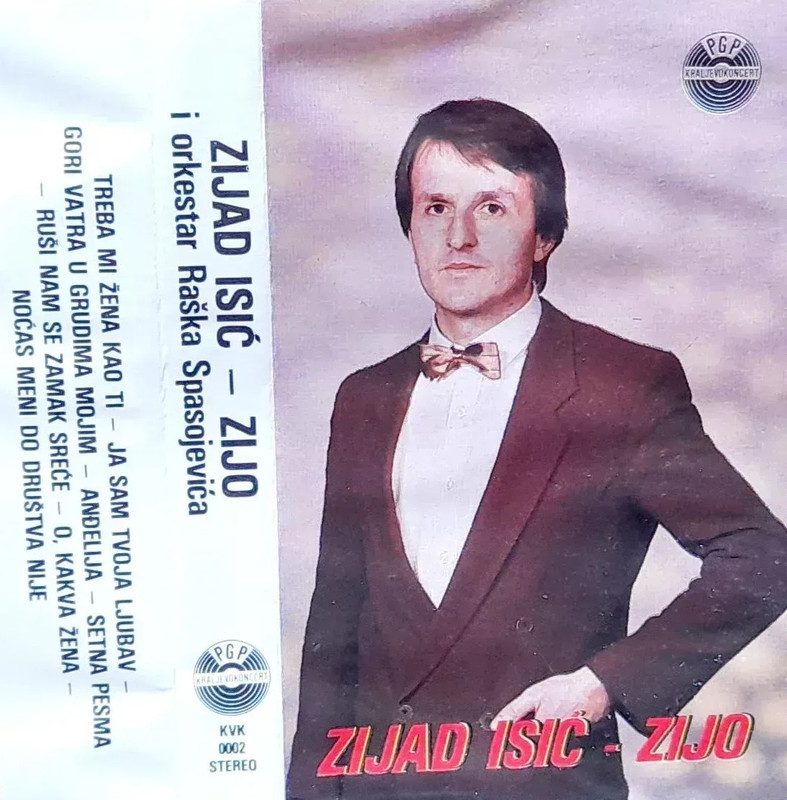 ZIJAD ISIĆ – ZIJO
i orkestar Raška Spasojevića
TREBA MI ŽENA KAO TI – JA SAM TVOJA LJUBAV –
GORI VATRA U GRUDIMA MOJIM – ANĐELIJA – SETNA PESMA
– RUŠI NAM SE ZAMAK SREĆE – O, KAKVA ŽENA –
NOĆAS MENI DO DRUŠTVA NIJE
PGP
KRALJEVOKONCERT
KVK
0002
STEREO
PGP
KRALJEVOKONCERT
ZIJAD ISIĆ - ZIJO